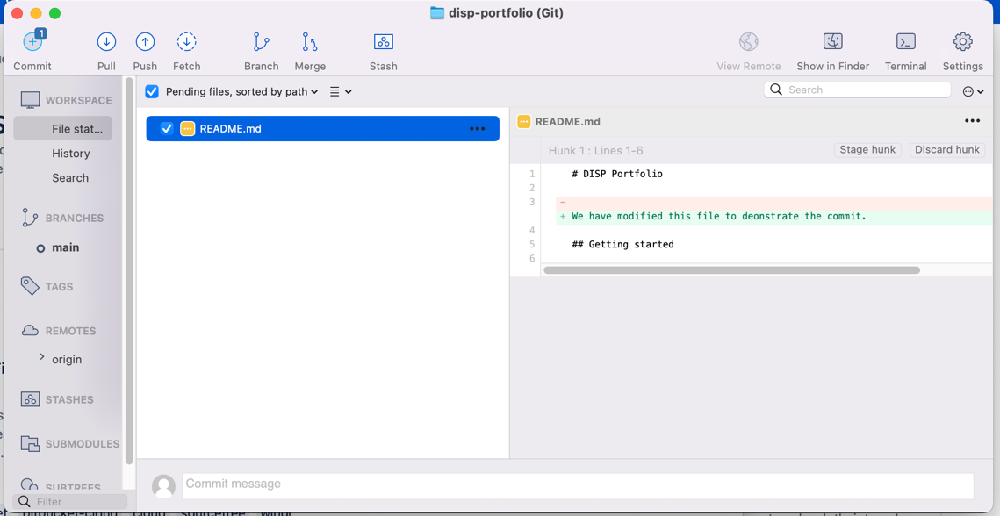 disp-portfolio (Git)
1
Commit
Pull
Push
Fetch
Branch
Merge
Stash
View Remote
Show in Finder
Terminal
Settings
WORKSPACE
File stat...
History
Search
BRANCHES
main
TAGS
REMOTES
origin
STASHES
SUBMODULES
SUBTREES
Filter
Pending files, sorted by path
Search
README.md
README.md
Hunk 1 : Lines 1-6
Stage hunk
Discard hunk
1 # DISP Portfolio
2
3 -
+ We have modified this file to deonstrate the commit.
4
5 ## Getting started
6
Commit message